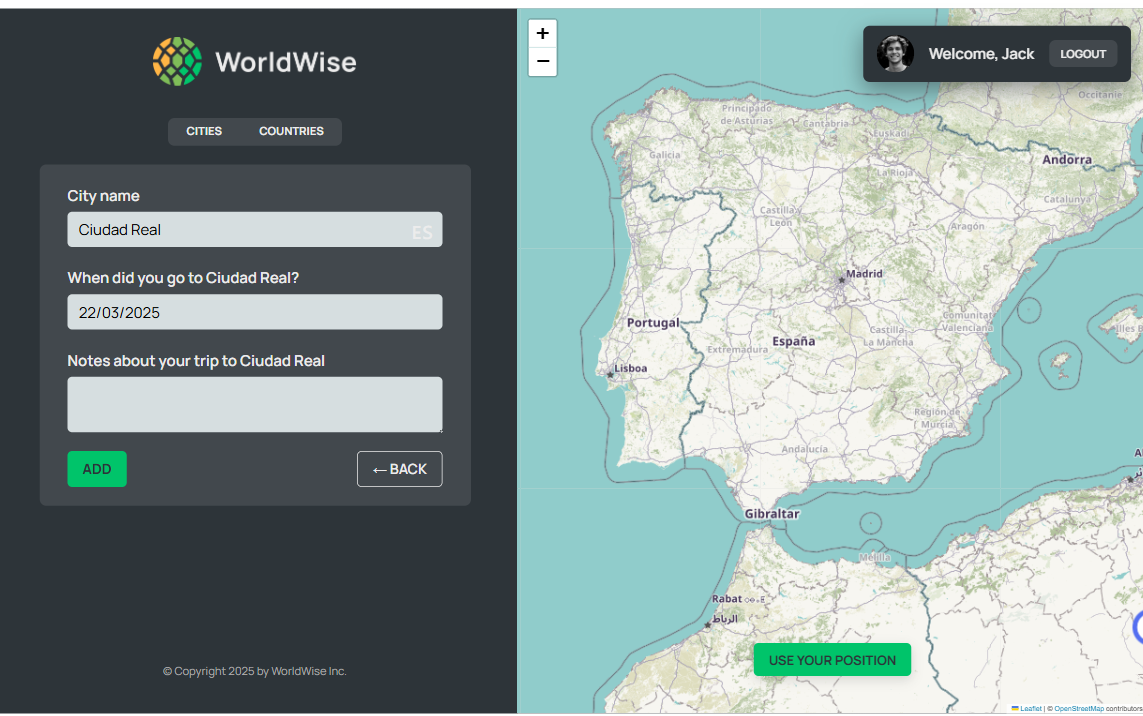 WorldWise
CITIES COUNTRIES
City name
Ciudad Real ES
When did you go to Ciudad Real?
22/03/2025
Notes about your trip to Ciudad Real
ADD ← BACK
© Copyright 2025 by WorldWise Inc.
+
−
Welcome, Jack LOGOUT
Occitanie
Principado
de Asturias
Cantabria
Euskadi
Galicia
La Rioja
Andorra
Catalunya
Castilla y
León
Aragón
Madrid
Portugal
España
Comunitat
Valenciana
Castilla-
La Mancha
Extremadura
Illes B
Lisboa
Región de
Murcia
Andalucía
Gibraltar
Melilla
Rabat
الرباط
USE YOUR POSITION
Leaflet | © OpenStreetMap contributors